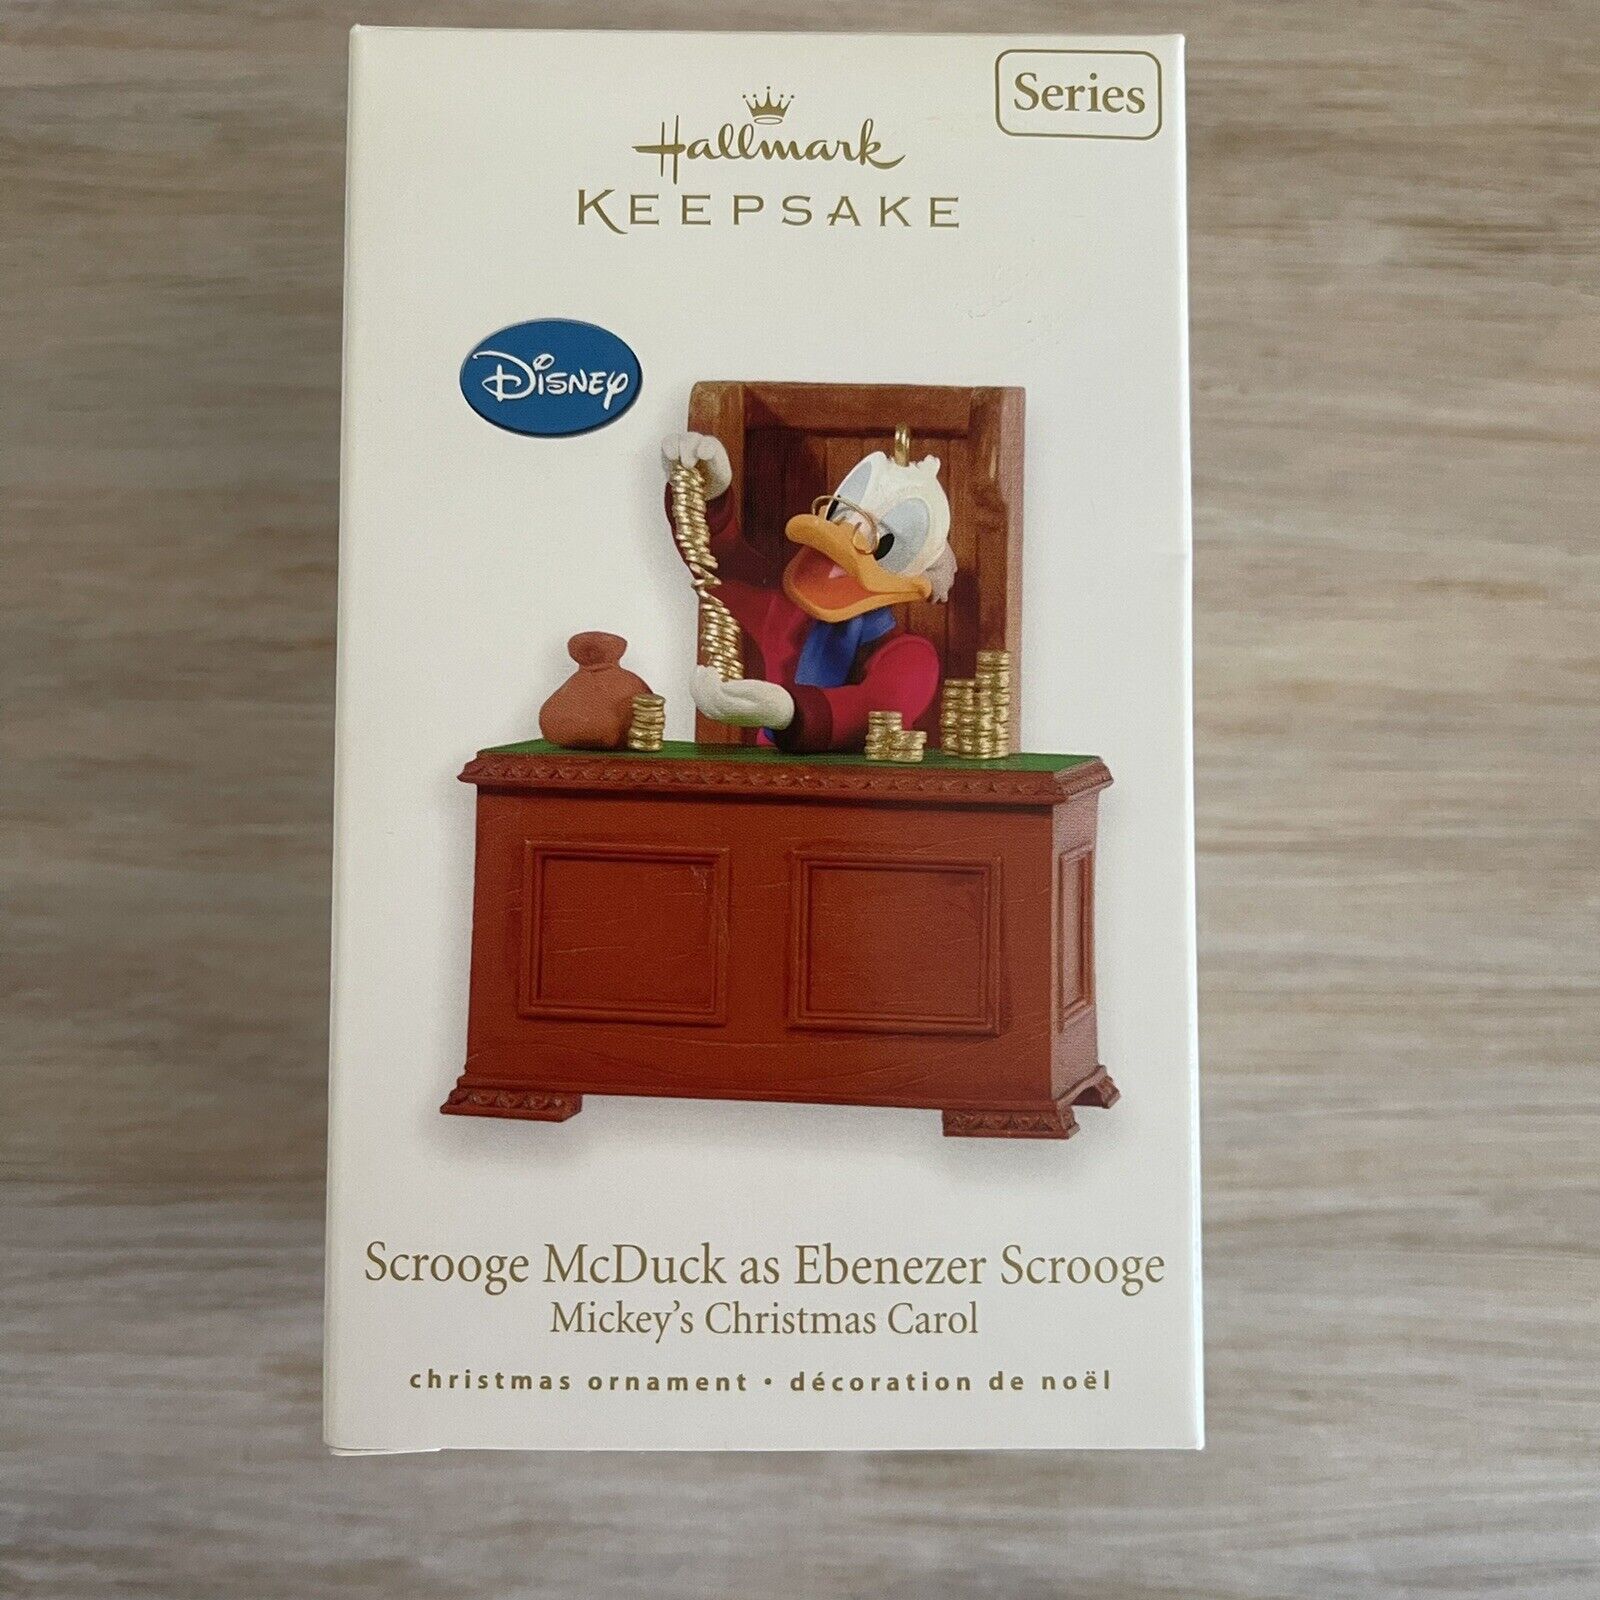 Series
Hallmark
KEEPSAKE
Disney
Scrooge McDuck as Ebenezer Scrooge
Mickey's Christmas Carol
christmas ornament • décoration de noël